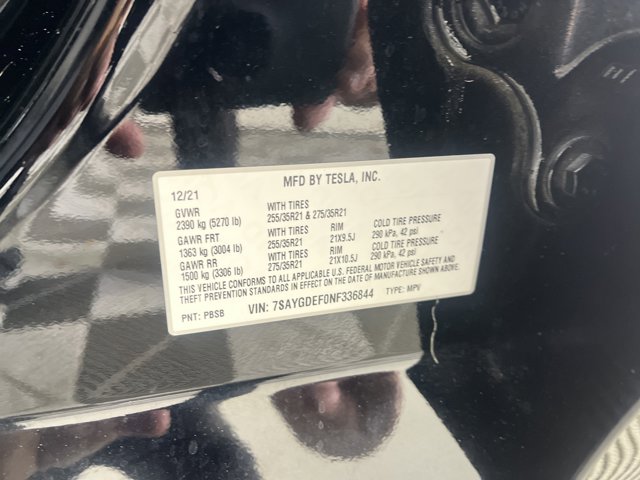 MFD BY TESLA, INC.
12/21
GVWR
2390 kg (5270 lb)
WITH TIRES
255/35R21 & 275/35R21
GAWR FRT
1363 kg (3004 lb)
WITH TIRES
255/35R21
RIM
21X9.5J
COLD TIRE PRESSURE
290 kPa, 42 psi
GAWR RR
1500 kg (3306 lb)
WITH TIRES
275/35R21
RIM
21X10.5J
COLD TIRE PRESSURE
290 kPa, 42 psi
THIS VEHICLE CONFORMS TO ALL APPLICABLE U.S. FEDERAL MOTOR VEHICLE SAFETY AND
THEFT PREVENTION STANDARDS IN EFFECT ON THE DATE OF MANUFACTURE SHOWN ABOVE.
PNT: PBSB VIN: 7SAYGDEF0NF336844 TYPE: MPV